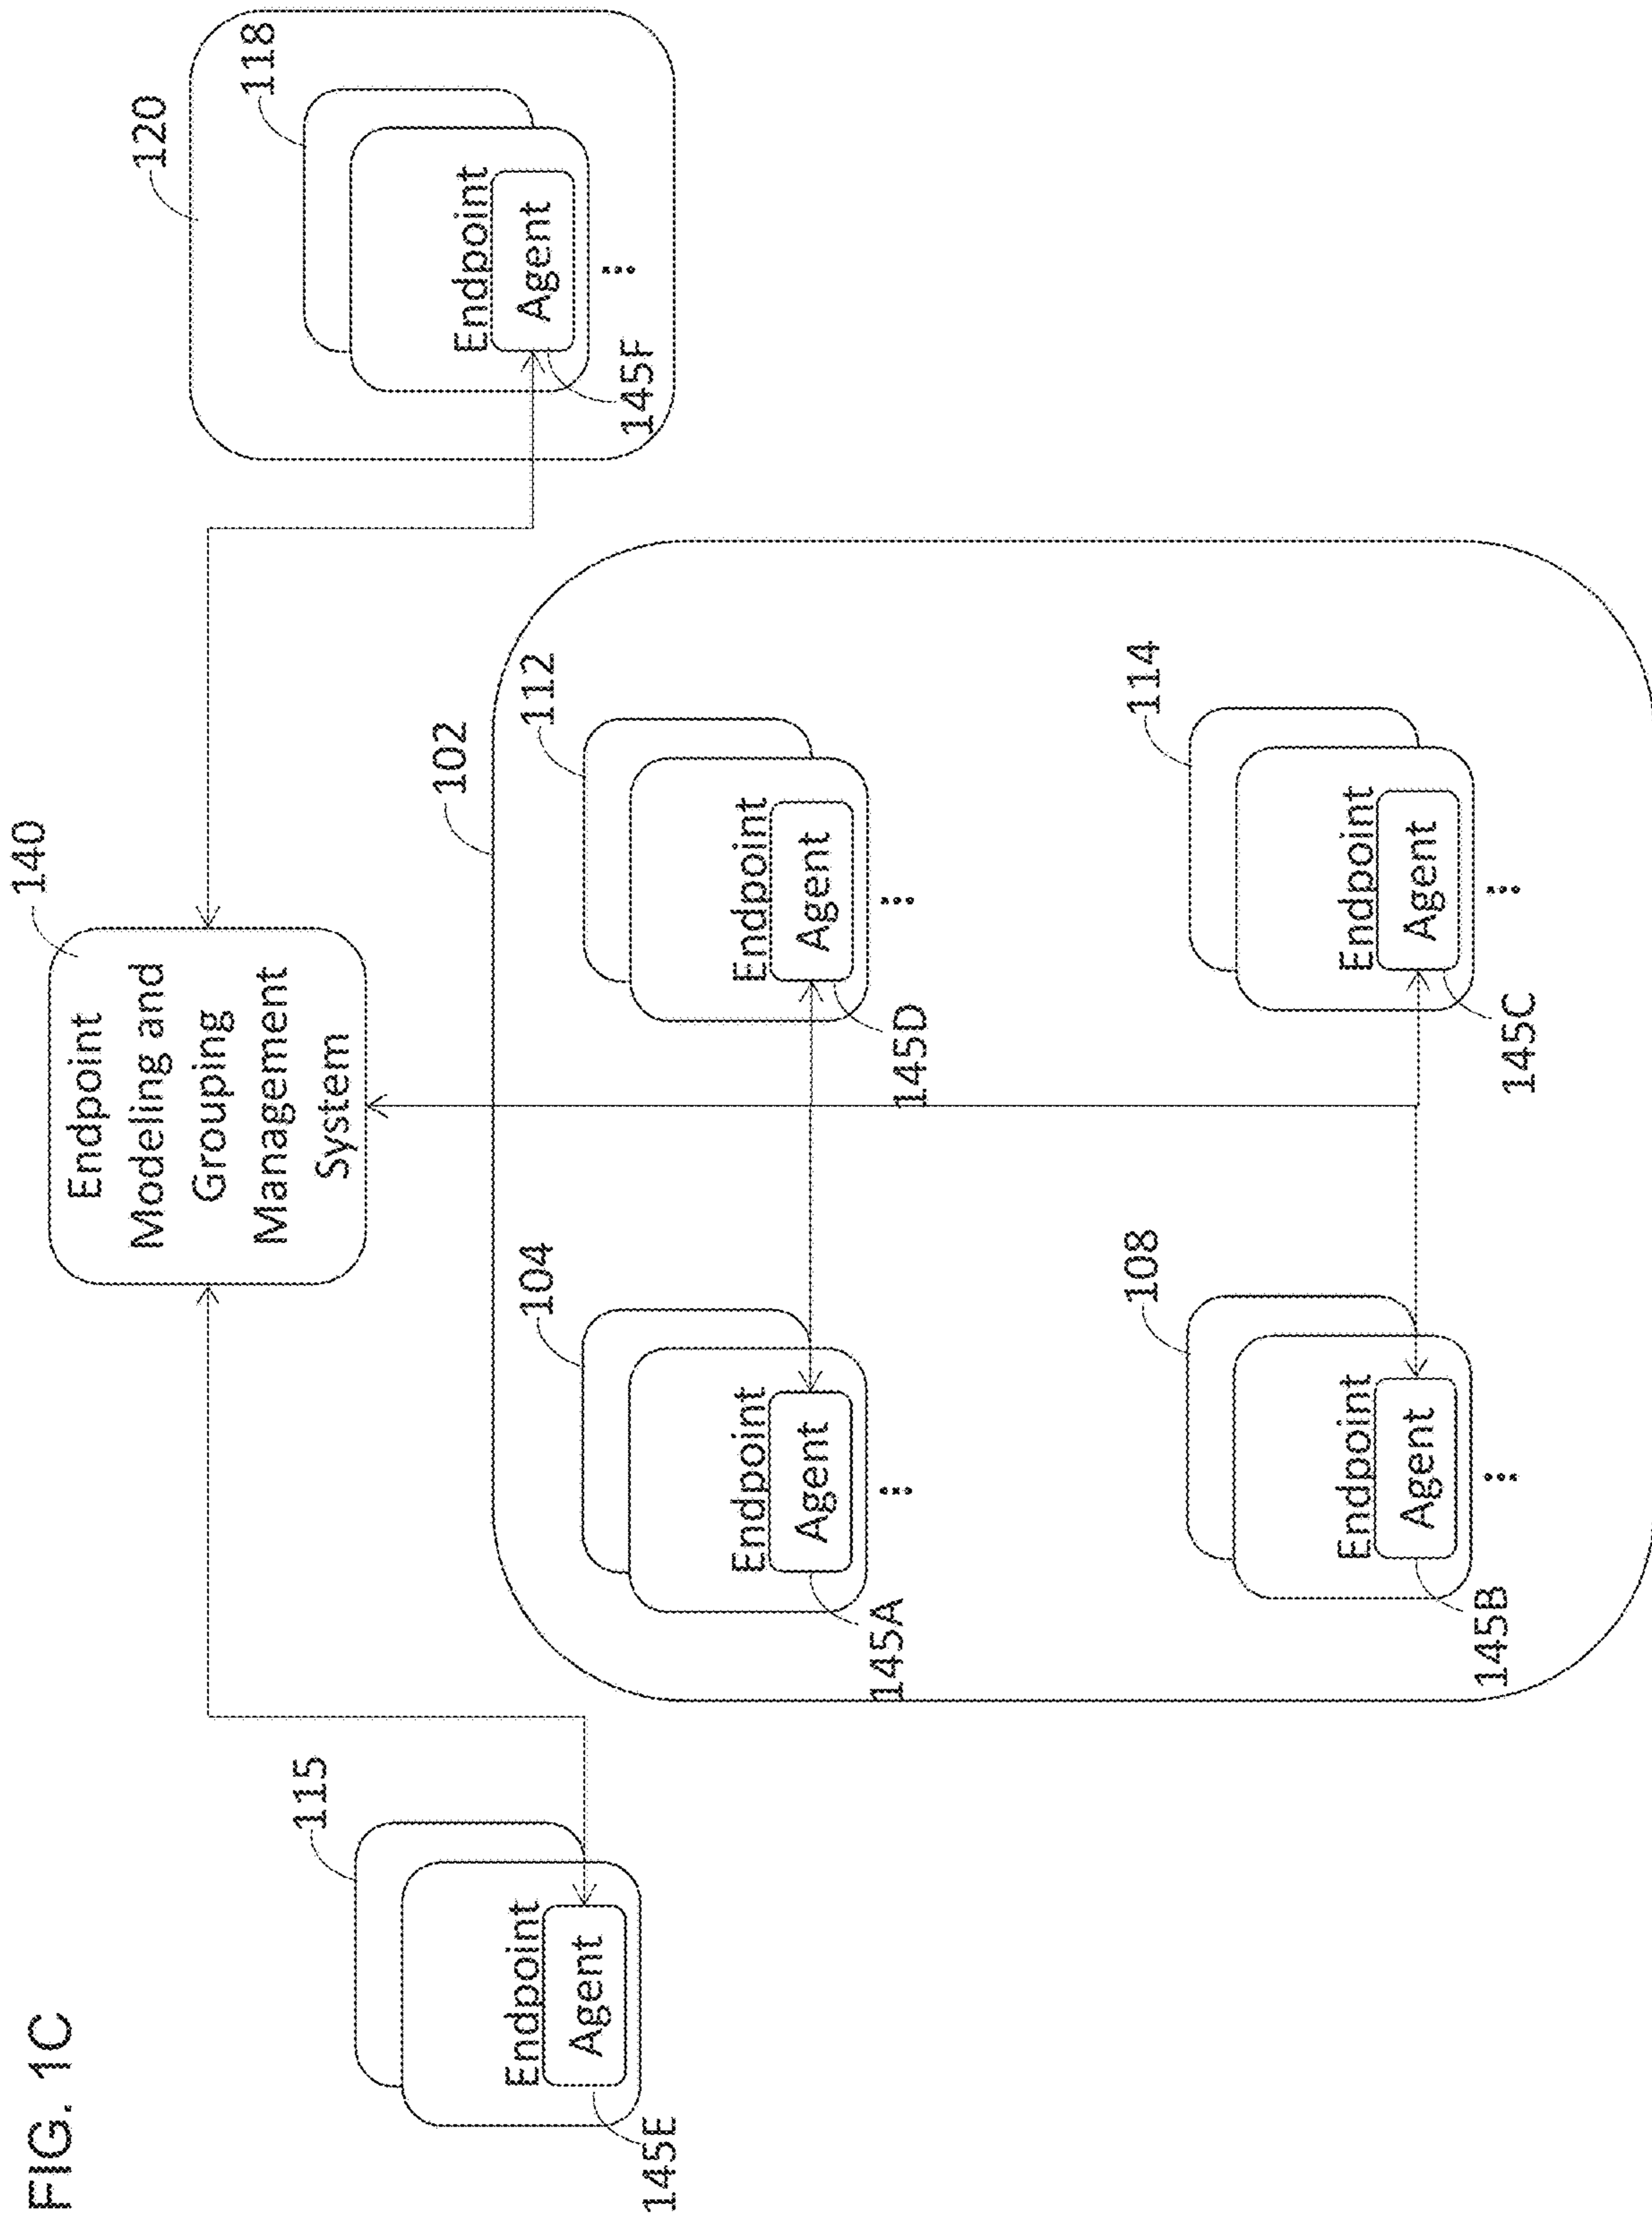 FIG. 1C
140
Endpoint
Modeling and
Grouping
Management
System
120
118
Endpoint
Agent
...
145F
115
Endpoint
Agent
145E
102
104
Endpoint
Agent
...
145A
112
Endpoint
Agent
...
145D
108
Endpoint
Agent
...
145B
114
Endpoint
Agent
...
145C